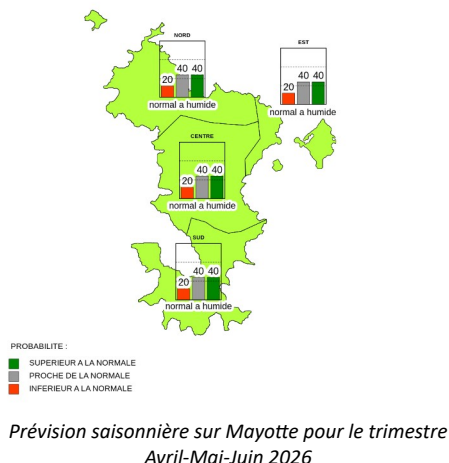 NORD
20 40 40
normal a humide
EST
20 40 40
normal a humide
CENTRE
20 40 40
normal a humide
SUD
20 40 40
normal a humide
PROBABILITE :
SUPERIEUR A LA NORMALE
PROCHE DE LA NORMALE
INFERIEUR A LA NORMALE
Prévision saisonnière sur Mayotte pour le trimestre
Avril-Mai-Juin 2026